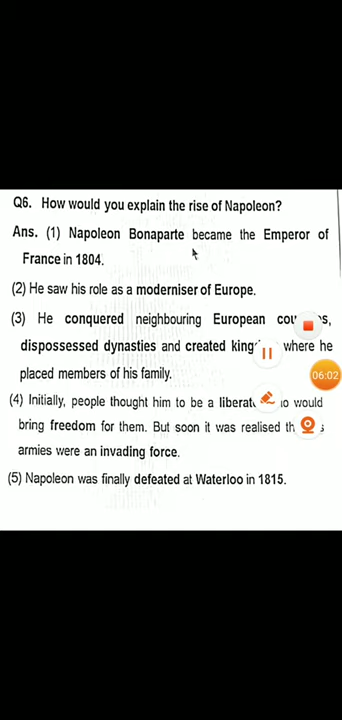 Q6. How would you explain the rise of Napoleon?
Ans. (1) Napoleon Bonaparte became the Emperor of
France in 1804.
(2) He saw his role as a moderniser of Europe.
(3) He conquered neighbouring European
dispossessed dynasties and created where he
placed members of his family.
06:02
(4) Initially, people thought him to be a would
bring freedom for them. But soon it was realised
armies were an invading force.
(5) Napoleon was finally defeated at Waterloo in 1815.